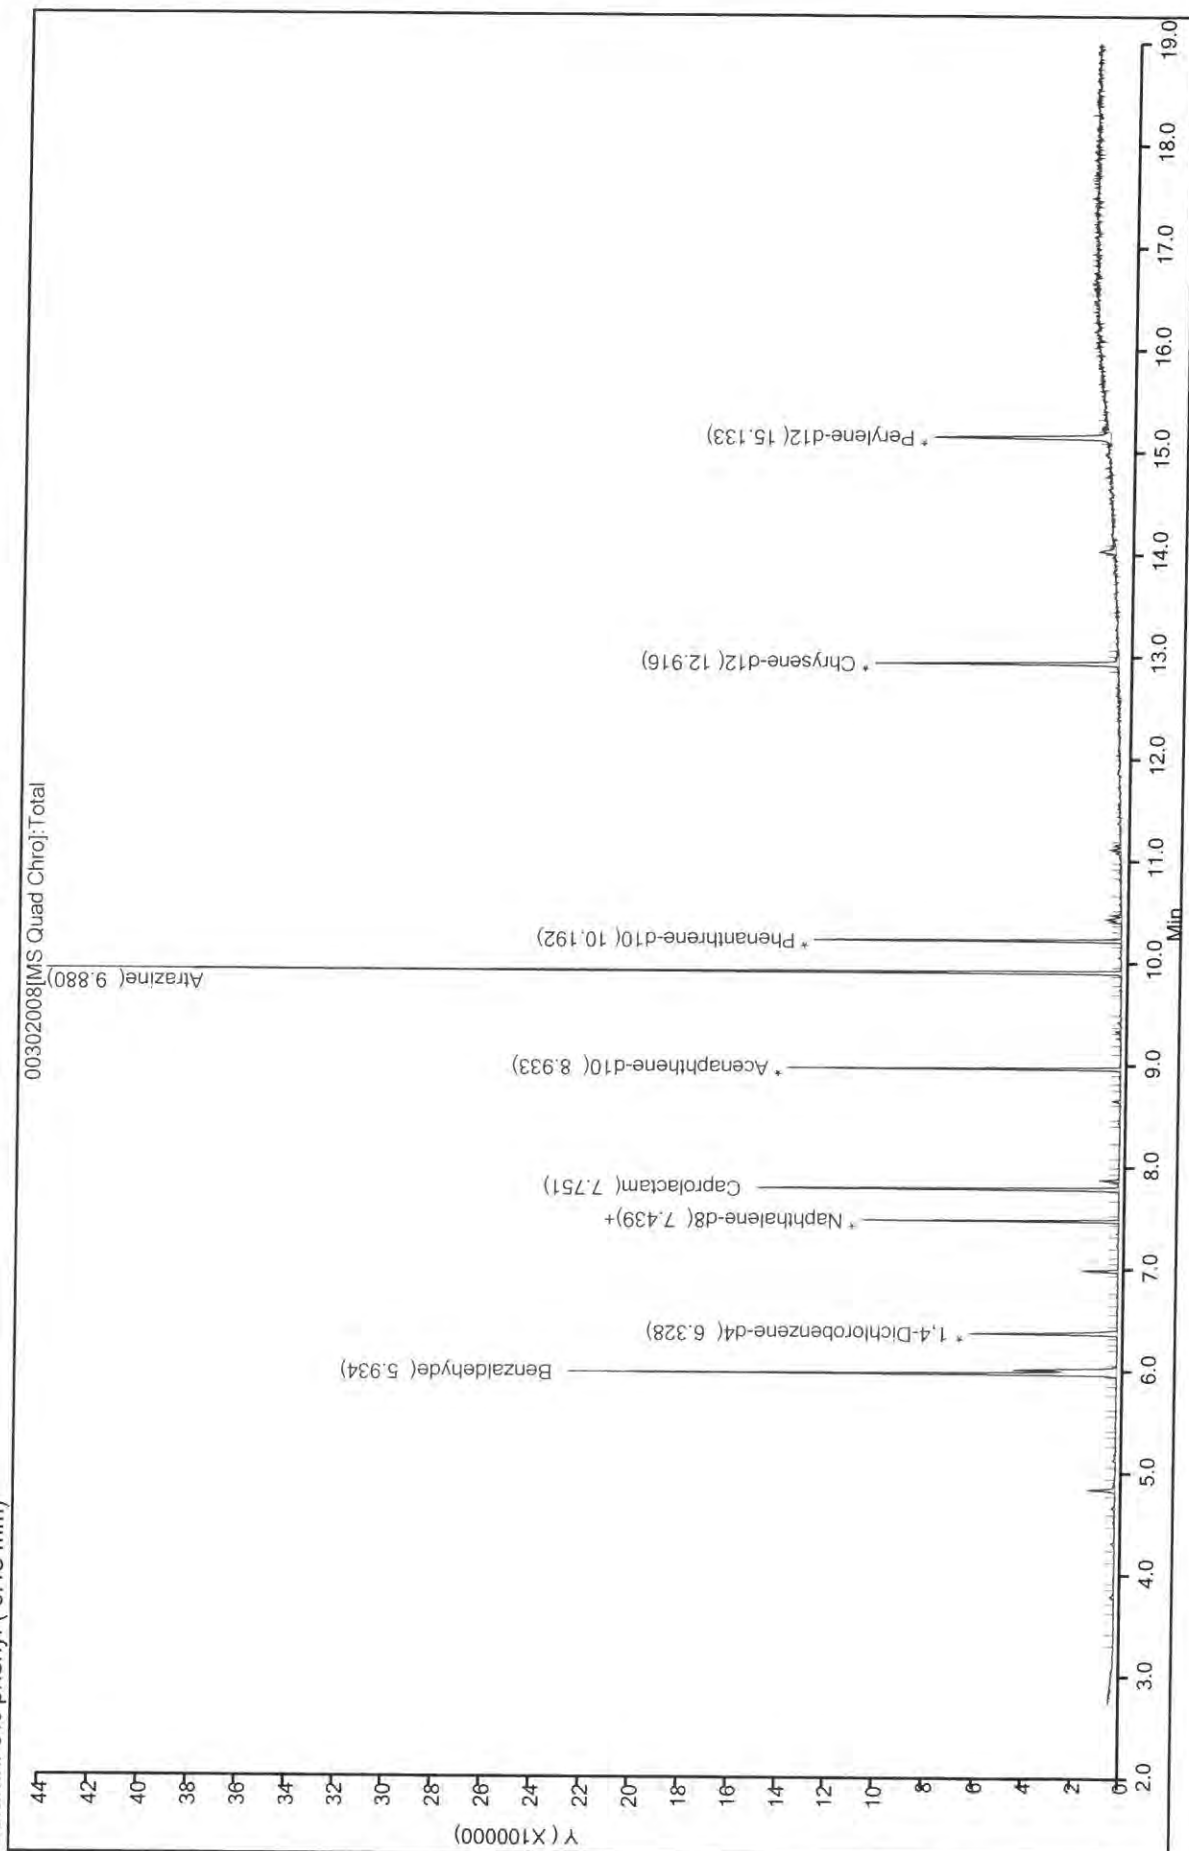 00302008[MS Quad Chro]:Total
Y ( X100000)
44
42
40
38
36
34
32
30
28
26
24
22
20
18
16
14
12
10
8
6
4
2
0
Benzaldehyde( 5.934)
* 1,4-Dichlorobenzene-d4( 6.328)
* Naphthalene-d8( 7.439)+
Caprolactam( 7.751)
* Acenaphthene-d10( 8.933)
Atrazine( 9.880)
* Phenanthrene-d10( 10.192)
* Chrysene-d12( 12.916)
* Perylene-d12( 15.133)
2.0 3.0 4.0 5.0 6.0 7.0 8.0 9.0 10.0 11.0 12.0 13.0 14.0 15.0 16.0 17.0 18.0 19.0
Min